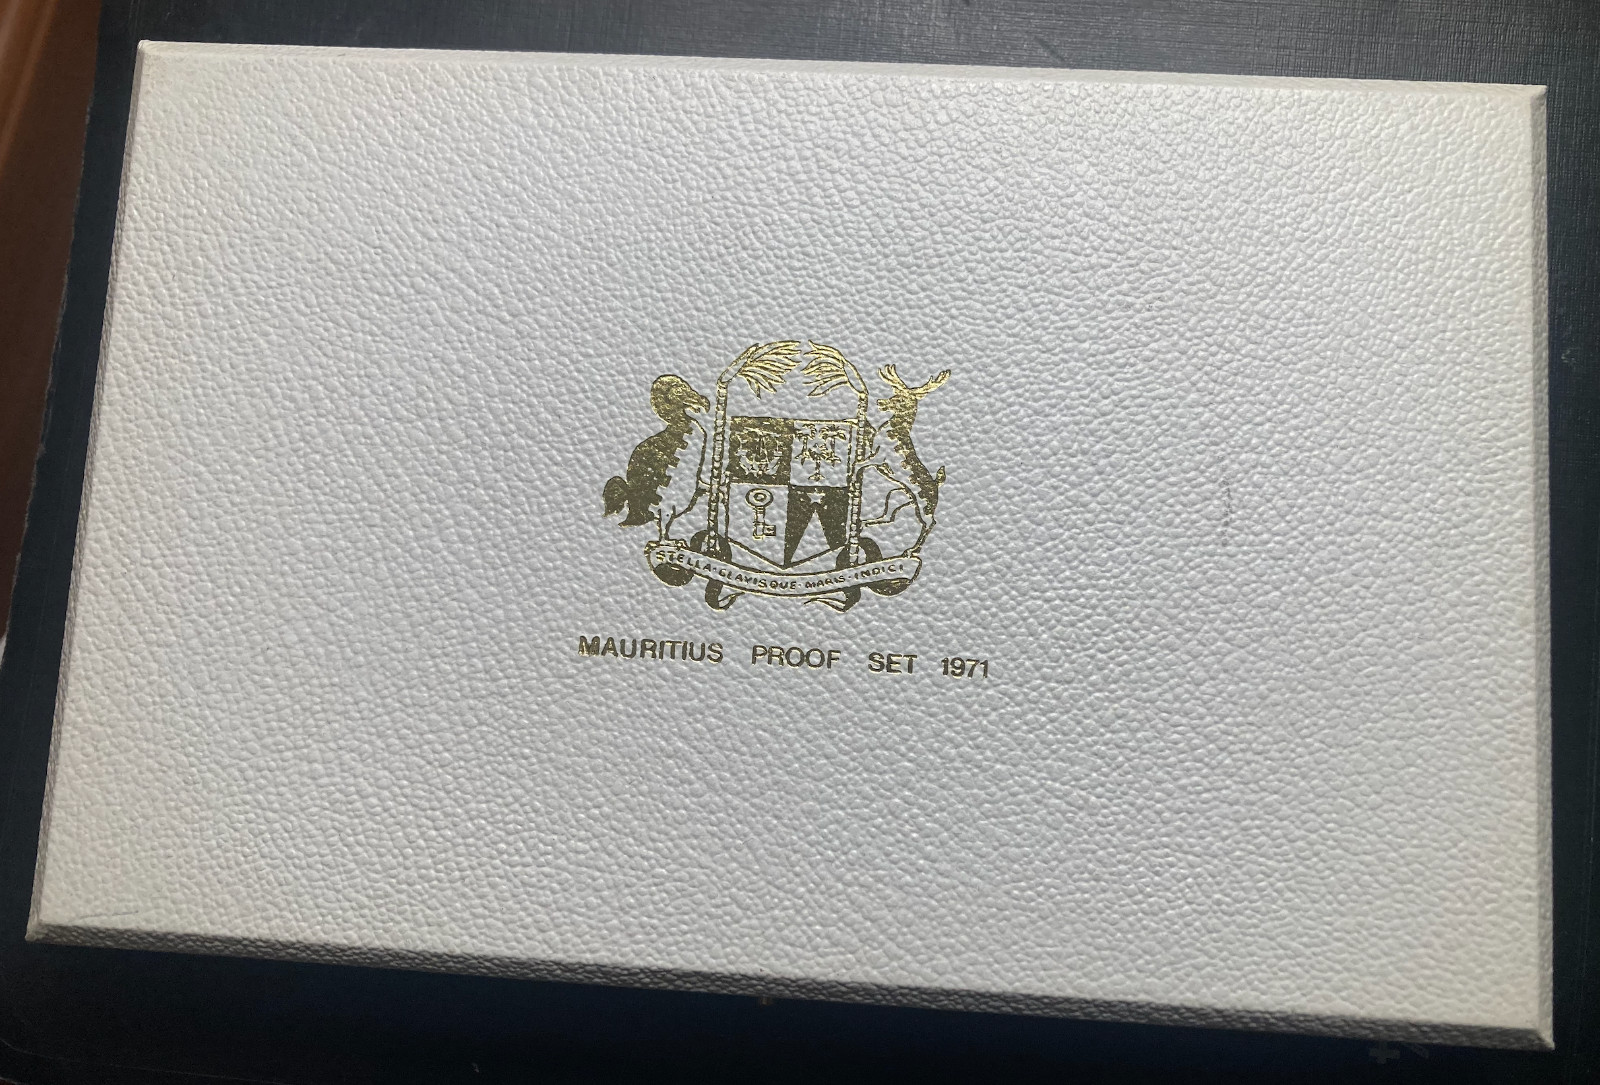 STELLA·CLAVISQUE·MARIS·INDICI
MAURITIUS PROOF SET 1971